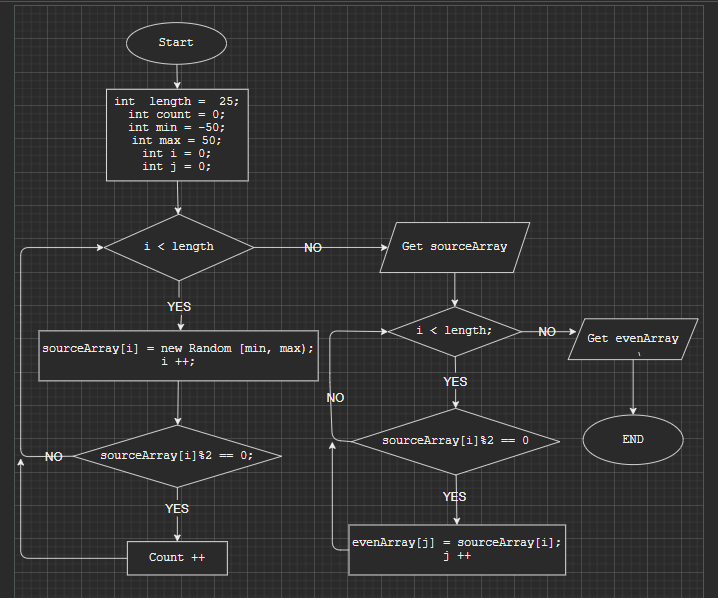 Start
int  length =  25;
int count = 0;
int min = -50;
int max = 50;
int i = 0;
int j = 0;
i < length
NO
Get sourceArray
YES
sourceArray[i] = new Random [min, max);
i ++;
i < length;
NO
Get evenArray
\
YES
NO
sourceArray[i]%2 == 0;
NO
YES
Count ++
sourceArray[i]%2 == 0
YES
evenArray[j] = sourceArray[i];
j ++
END